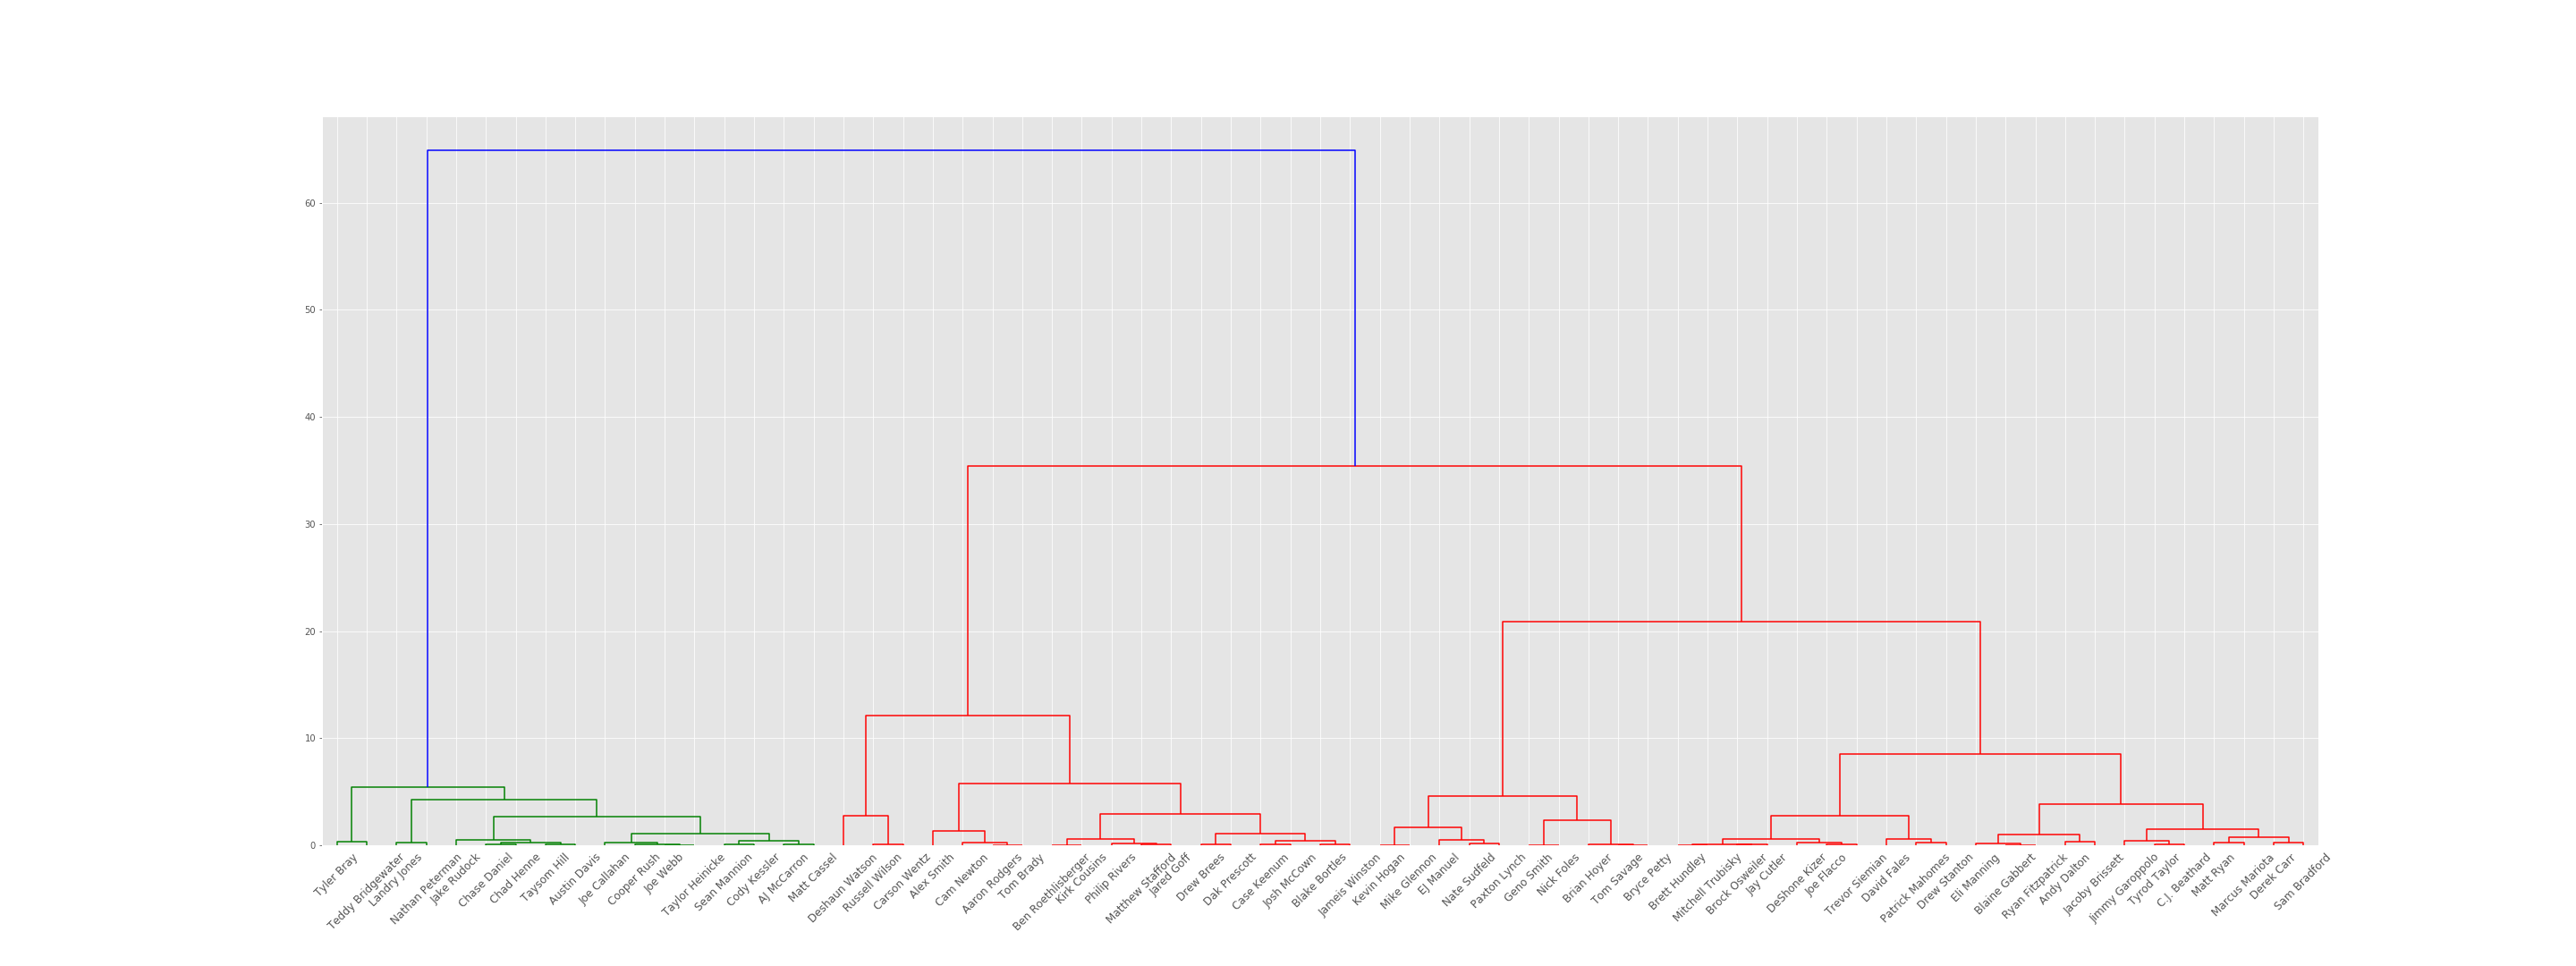 60
50
40
30
20
10
0
Tyler Bray
Teddy Bridgewater
Landry Jones
Nathan Peterman
Jake Rudock
Chase Daniel
Chad Henne
Taysom Hill
Austin Davis
Joe Callahan
Cooper Rush
Joe Webb
Taylor Heinicke
Sean Mannion
Cody Kessler
AJ McCarron
Matt Cassel
Deshaun Watson
Russell Wilson
Carson Wentz
Alex Smith
Cam Newton
Aaron Rodgers
Tom Brady
Ben Roethlisberger
Kirk Cousins
Philip Rivers
Matthew Stafford
Jared Goff
Drew Brees
Dak Prescott
Case Keenum
Josh McCown
Blake Bortles
Jameis Winston
Kevin Hogan
Mike Glennon
EJ Manuel
Nate Sudfeld
Paxton Lynch
Geno Smith
Nick Foles
Brian Hoyer
Tom Savage
Bryce Petty
Brett Hundley
Mitchell Trubisky
Brock Osweiler
Jay Cutler
DeShone Kizer
Joe Flacco
Trevor Siemian
David Fales
Patrick Mahomes
Drew Stanton
Eli Manning
Blaine Gabbert
Ryan Fitzpatrick
Andy Dalton
Jacoby Brissett
Jimmy Garoppolo
Tyrod Taylor
C.J. Beathard
Matt Ryan
Marcus Mariota
Derek Carr
Sam Bradford